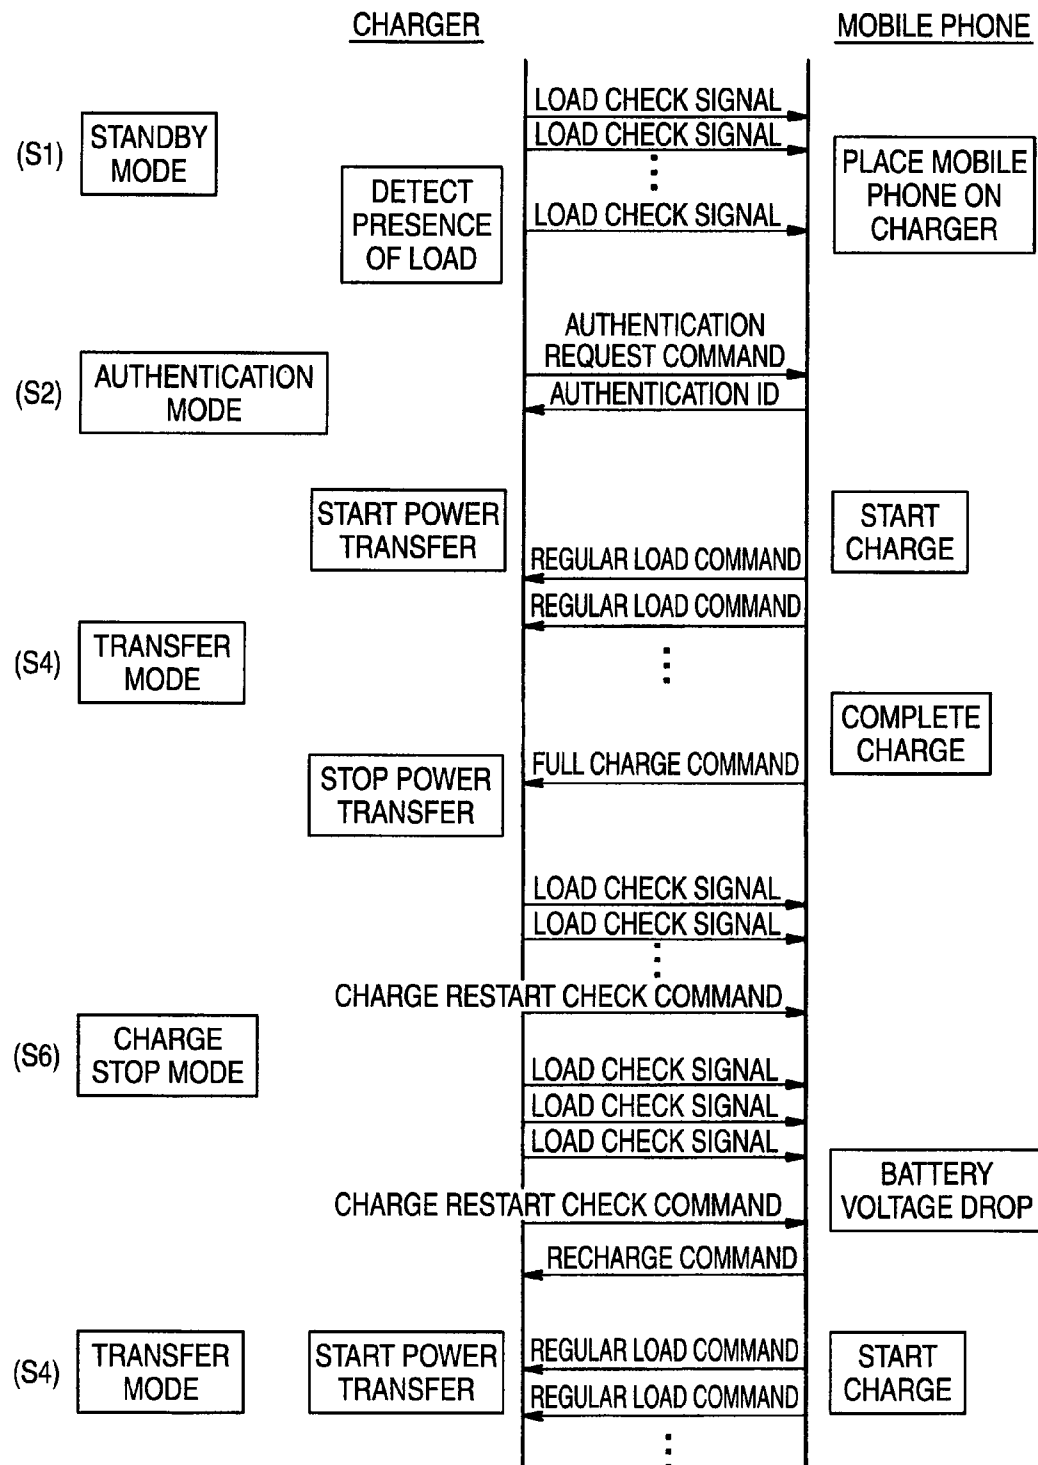 CHARGER
MOBILE PHONE
LOAD CHECK SIGNAL
LOAD CHECK SIGNAL
(S1)
STANDBY
MODE
PLACE MOBILE
PHONE ON
CHARGER
DETECT
PRESENCE
OF LOAD
LOAD CHECK SIGNAL
AUTHENTICATION
REQUEST COMMAND
(S2)
AUTHENTICATION
MODE
AUTHENTICATION ID
START POWER
TRANSFER
START
CHARGE
REGULAR LOAD COMMAND
REGULAR LOAD COMMAND
(S4)
TRANSFER
MODE
COMPLETE
CHARGE
FULL CHARGE COMMAND
STOP POWER
TRANSFER
LOAD CHECK SIGNAL
LOAD CHECK SIGNAL
CHARGE RESTART CHECK COMMAND
(S6)
CHARGE
STOP MODE
LOAD CHECK SIGNAL
LOAD CHECK SIGNAL
LOAD CHECK SIGNAL
BATTERY
VOLTAGE DROP
CHARGE RESTART CHECK COMMAND
RECHARGE COMMAND
(S4)
TRANSFER
MODE
START POWER
TRANSFER
REGULAR LOAD COMMAND
REGULAR LOAD COMMAND
START
CHARGE